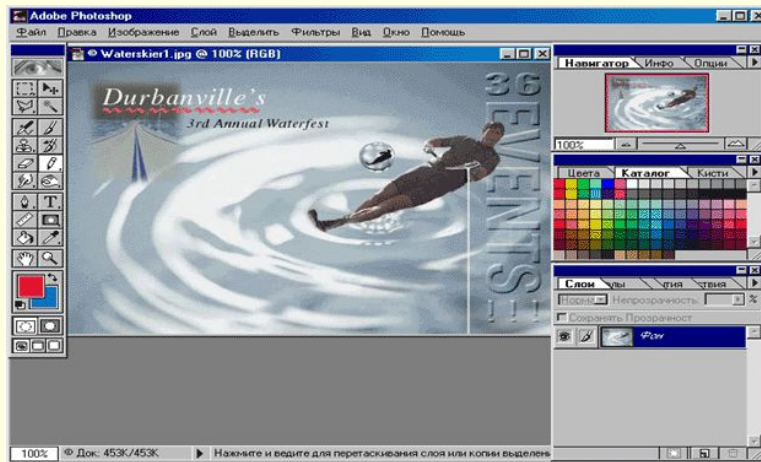 Adobe Photoshop
Файл Правка Изображение Слой Выделить Фильтры Вид Окно Помощь
© Waterskier1.jpg @ 100% (RGB)
Durbanville's
3rd Annual Waterfest
36
EVENTS!!!
Навигатор Инфо Опции
100%
Цвета Каталог Кисти
Слои
Непрозрачность: %
Сохранять Прозрачност
Фон
100% © Док: 453K/453K Нажмите и ведите для перетаскивания слоя или копии выделен